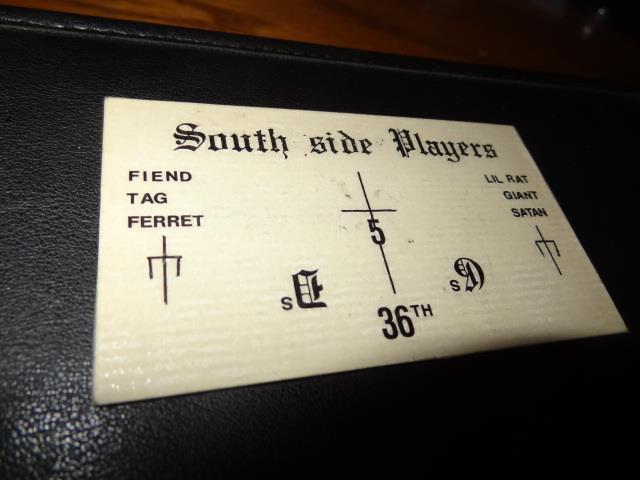 South side Players
FIEND
TAG
FERRET
LIL RAT
GIANT
SATAN
5
S
S
36TH